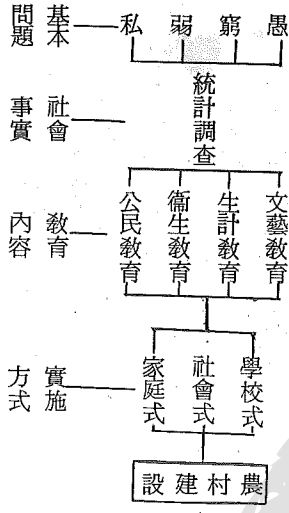 愚
窮
弱
私
基本
問題
統計調查
社會
事實
文藝教育
生計教育
衞生教育
公民教育
教育
內容
學校式
社會式
家庭式
實施
方式
農村建設